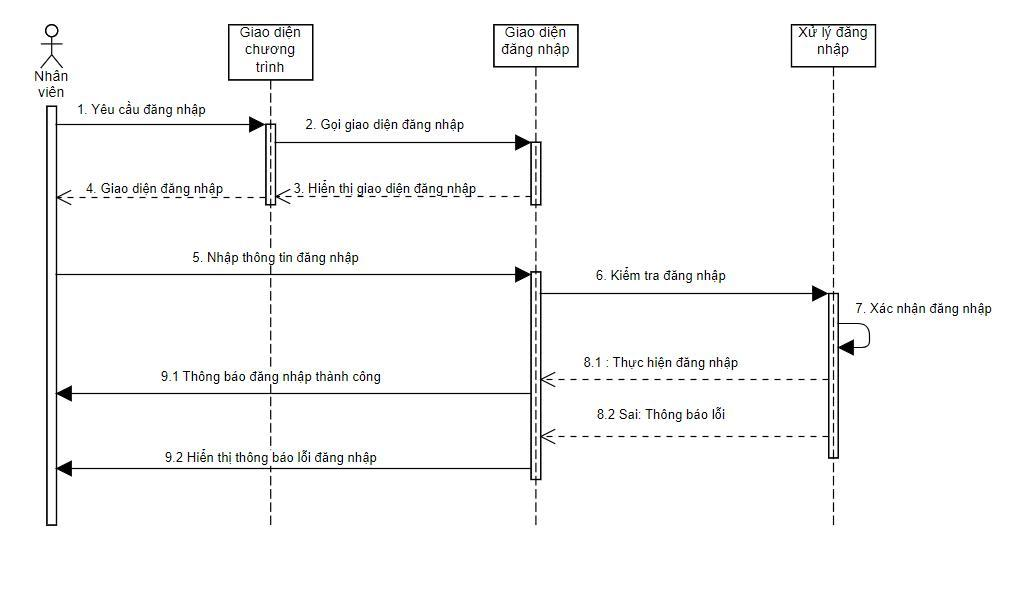 Giao diện
chương
trình
Giao diện
đăng nhập
Xử lý đăng
nhập
Nhân
viên
1. Yêu cầu đăng nhập
2. Gọi giao diện đăng nhập
4. Giao diện đăng nhập
3. Hiển thị giao diện đăng nhập
5. Nhập thông tin đăng nhập
6. Kiểm tra đăng nhập
7. Xác nhận đăng nhập
8.1 : Thực hiện đăng nhập
9.1 Thông báo đăng nhập thành công
8.2 Sai: Thông báo lỗi
9.2 Hiển thị thông báo lỗi đăng nhập